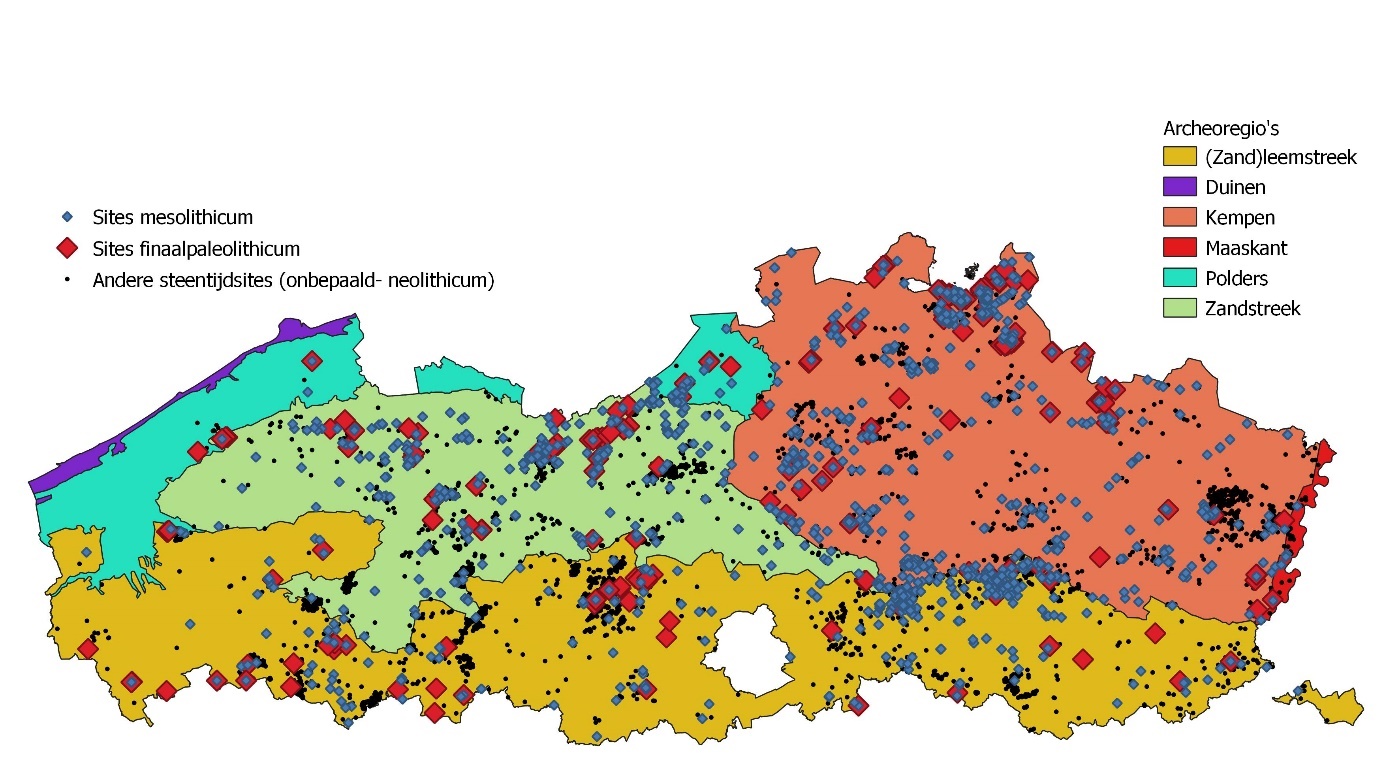 Archeoregio's
(Zand)leemstreek
Duinen
Kempen
Maaskant
Polders
Zandstreek
Sites mesolithicum
Sites finaalpaleolithicum
Andere steentijdsites (onbepaald- neolithicum)